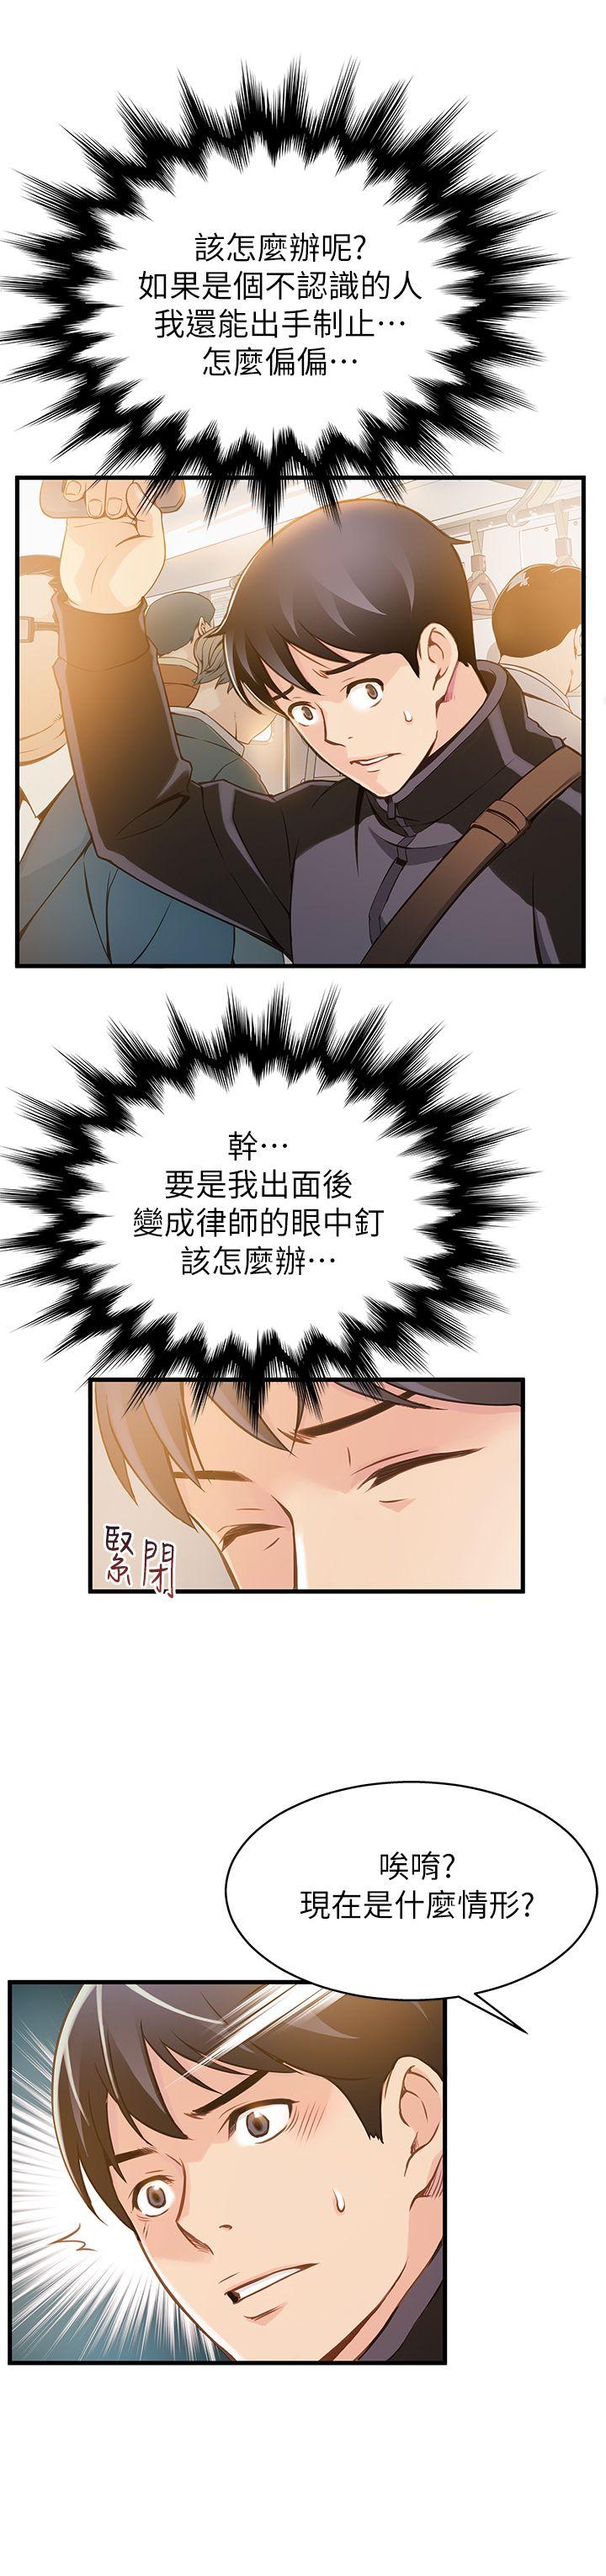 該怎麼辦呢?
如果是個不認識的人
我還能出手制止⋯
怎麼偏偏⋯
幹⋯
要是我出面後
變成律師的眼中釘
該怎麼辦⋯
緊閉
唉唷?
現在是什麼情形?